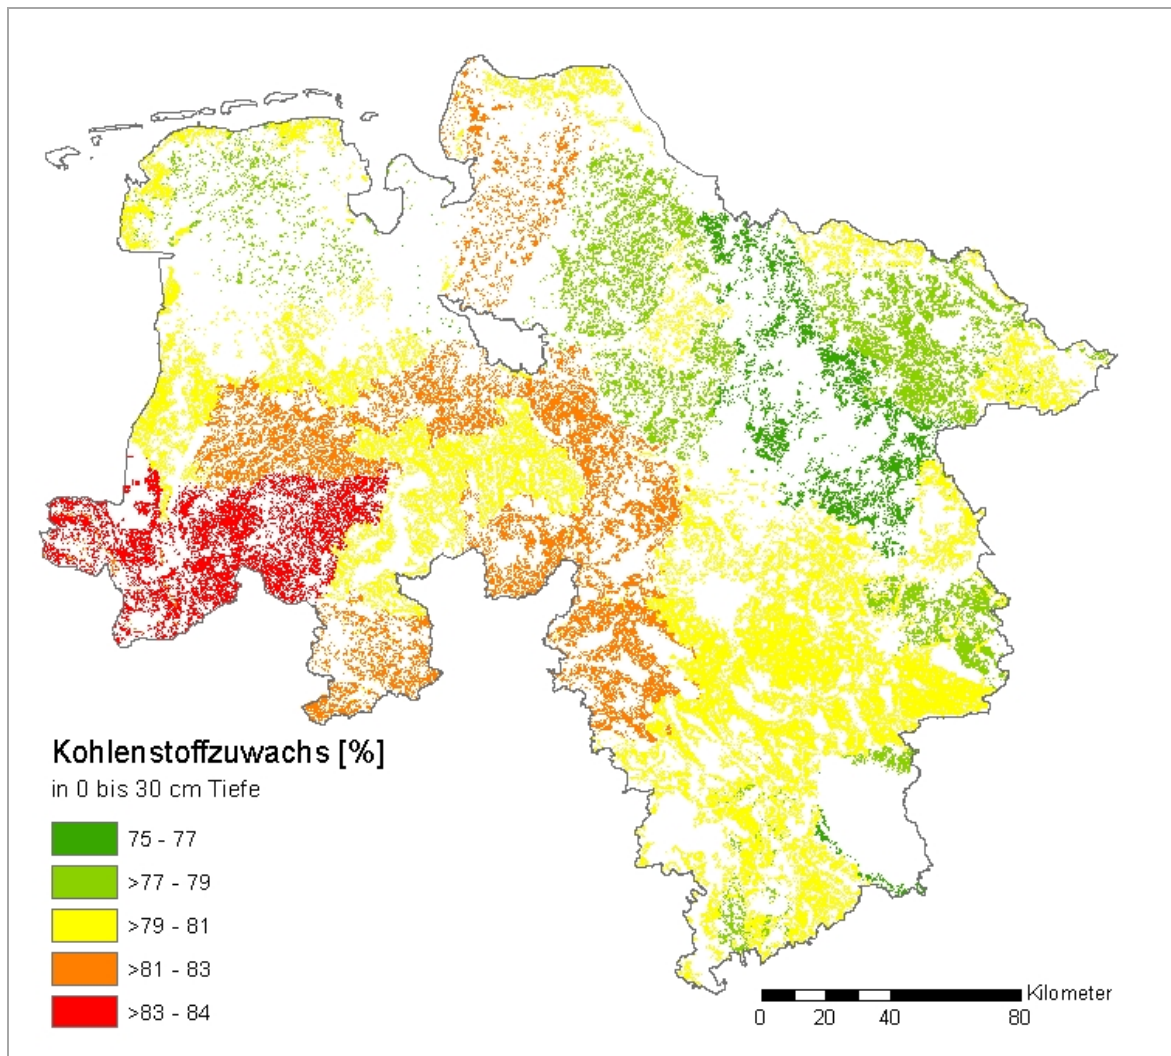 Kohlenstoffzuwachs [%]
in 0 bis 30 cm Tiefe
75 - 77
>77 - 79
>79 - 81
>81 - 83
>83 - 84
Kilometer
0 20 40 80